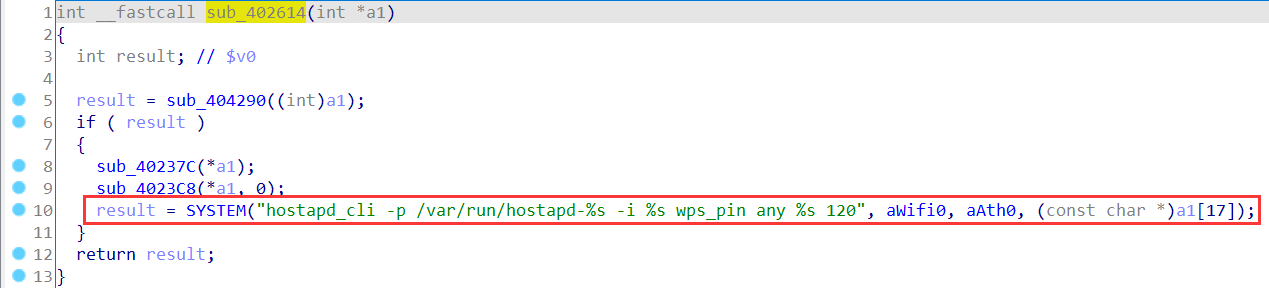 1 int __fastcall sub_402614(int *a1)
2 {
3 int result; // $v0
4
5 result = sub_404290((int)a1);
6 if ( result )
7 {
8 sub_40237C(*a1);
9 sub_4023C8(*a1, 0);
10 result = SYSTEM("hostapd_cli -p /var/run/hostapd-%s -i %s wps_pin any %s 120", aWifi0, aAth0, (const char *)a1[17]);
11 }
12 return result;
13 }